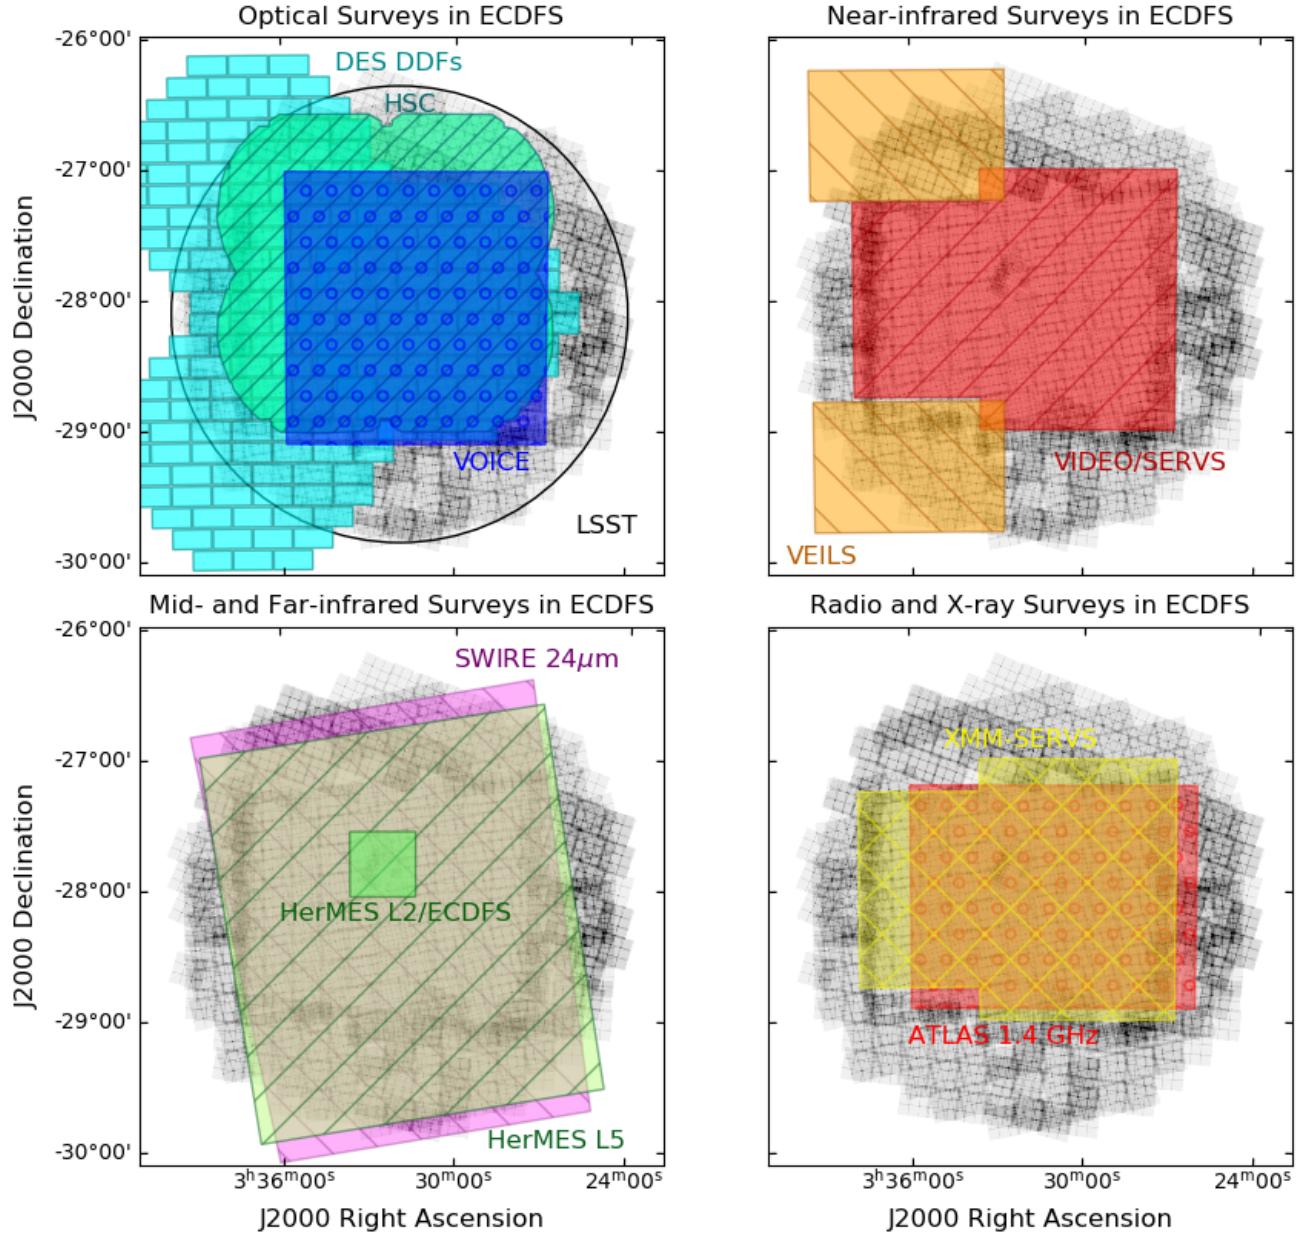 Optical Surveys in ECDFS
Near-infrared Surveys in ECDFS
-26°00'
DES DDFs
HSC
-27°00'
-28°00'
-29°00'
-30°00'
J2000 Declination
VOICE
LSST
VIDEO/SERVS
VEILS
Mid- and Far-infrared Surveys in ECDFS
Radio and X-ray Surveys in ECDFS
-26°00'
SWIRE 24μm
-27°00'
XMM-SERVS
-28°00'
HerMES L2/ECDFS
-29°00'
ATLAS 1.4 GHz
HerMES L5
-30°00'
J2000 Declination
3ʰ36ᵐ00ˢ
30ᵐ00ˢ
24ᵐ00ˢ
3ʰ36ᵐ00ˢ
30ᵐ00ˢ
24ᵐ00ˢ
J2000 Right Ascension
J2000 Right Ascension